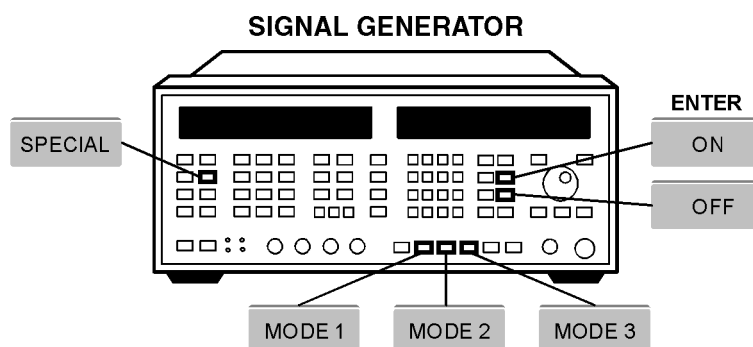 SIGNAL GENERATOR
ENTER
SPECIAL
ON
OFF
MODE 1
MODE 2
MODE 3